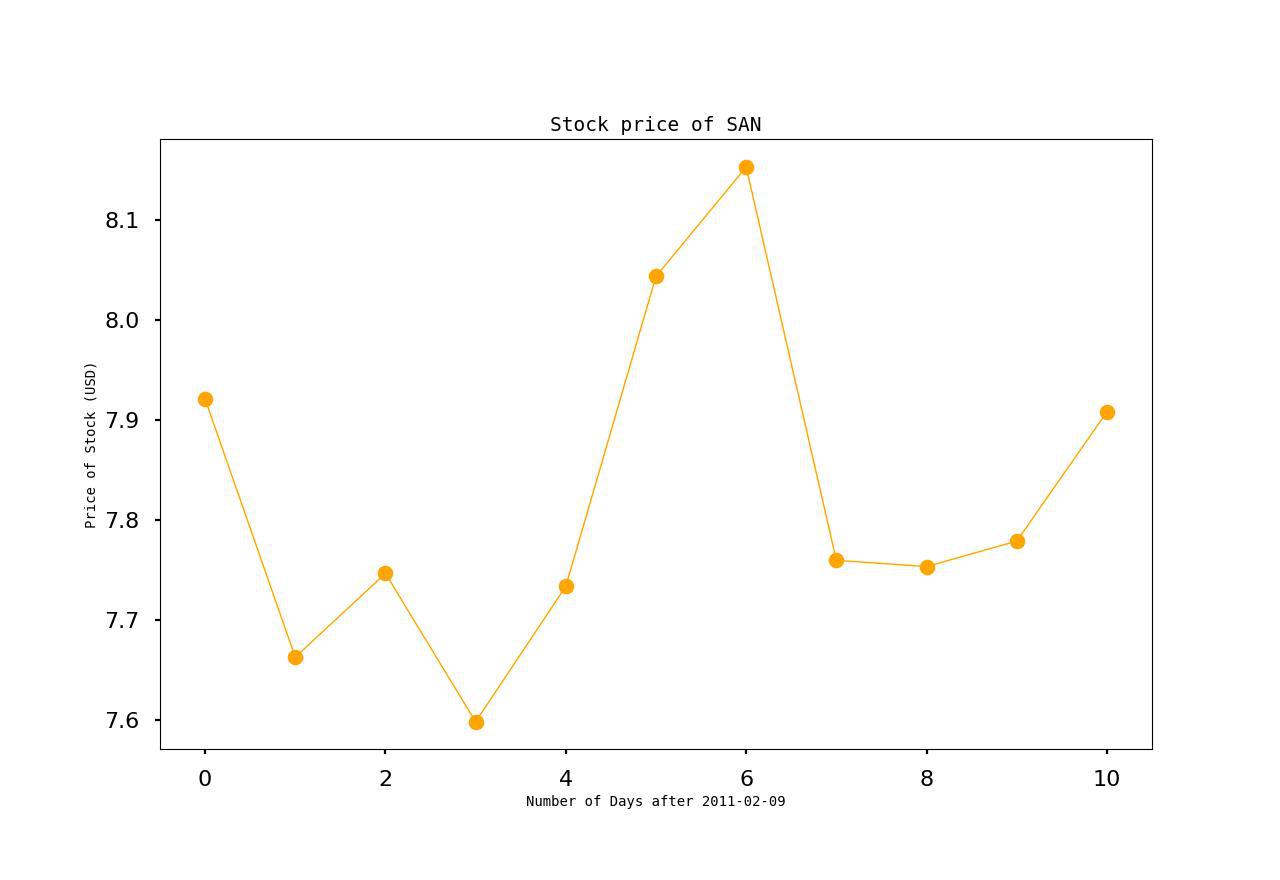 Stock price of SAN
8.1
8.0
7.9
7.8
7.7
7.6
Price of Stock (USD)
0 2 4 6 8 10
Number of Days after 2011-02-09